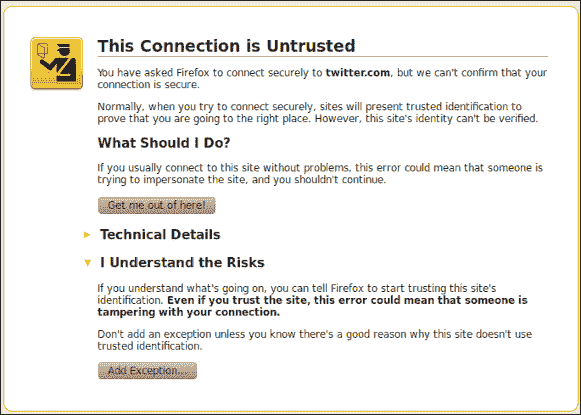 This Connection is Untrusted
You have asked Firefox to connect securely to twitter.com, but we can't confirm that your
connection is secure.
Normally, when you try to connect securely, sites will present trusted identification to
prove that you are going to the right place. However, this site's identity can't be verified.
What Should I Do?
If you usually connect to this site without problems, this error could mean that someone is
trying to impersonate the site, and you shouldn't continue.
Get me out of here!
Technical Details
I Understand the Risks
If you understand what's going on, you can tell Firefox to start trusting this site's
identification. Even if you trust the site, this error could mean that someone is
tampering with your connection.
Don't add an exception unless you know there's a good reason why this site doesn't use
trusted identification.
Add Exception...